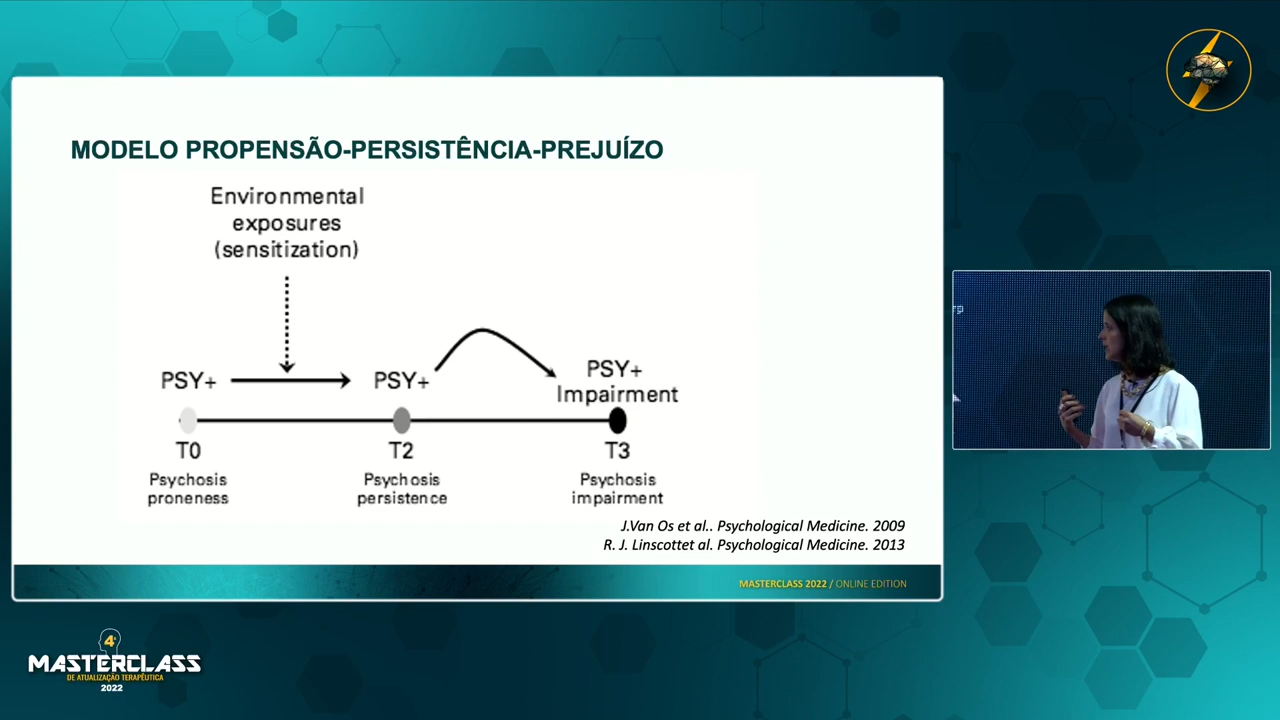 MODELO PROPENSÃO-PERSISTÊNCIA-PREJUÍZO
Environmental
exposures
(sensitization)
PSY+
PSY+
PSY+
Impairment
T0
T2
T3
Psychosis
proneness
Psychosis
persistence
Psychosis
impairment
J.Van Os et al.. Psychological Medicine. 2009
R. J. Linscottet al. Psychological Medicine. 2013
MASTERCLASS 2022 / ONLINE EDITION
4ª
MASTERCLASS
DE ATUALIZAÇÃO TERAPÊUTICA
2022